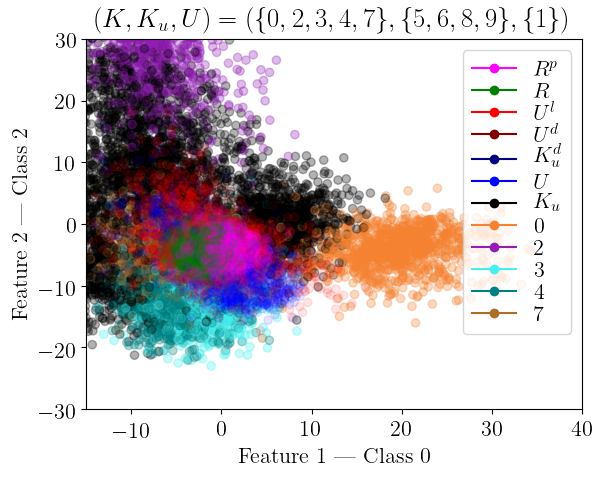 (K, K_u, U) = ({0, 2, 3, 4, 7}, {5, 6, 8, 9}, {1})
30
20
10
0
−10
−20
−30
Feature 2 — Class 2
R^p
R
U^l
U^d
K_u^d
U
K_u
0
2
3
4
7
−10
0
10
20
30
40
Feature 1 — Class 0